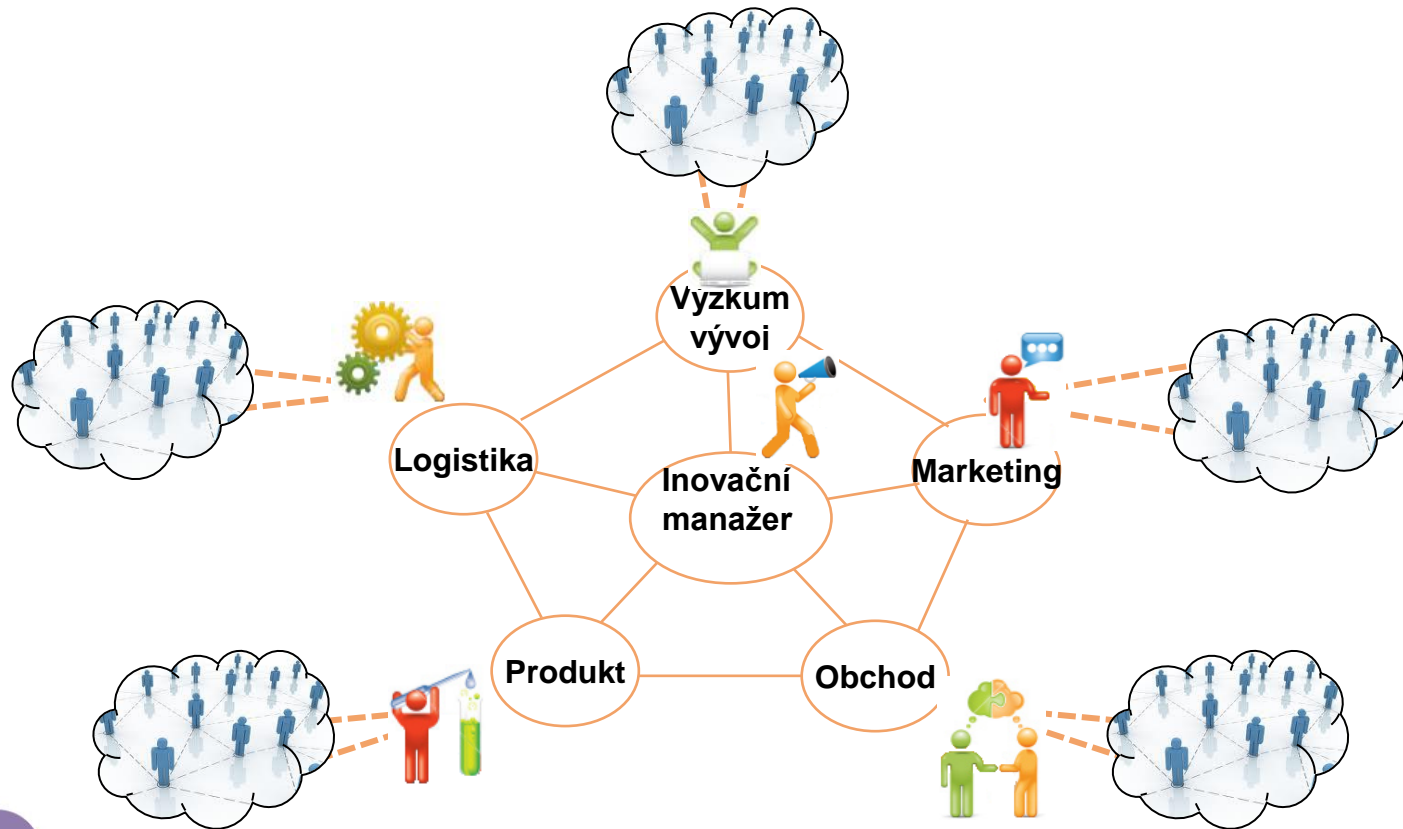 Výzkum
vývoj
Logistika
Inovační
manažer
Marketing
Produkt
Obchod